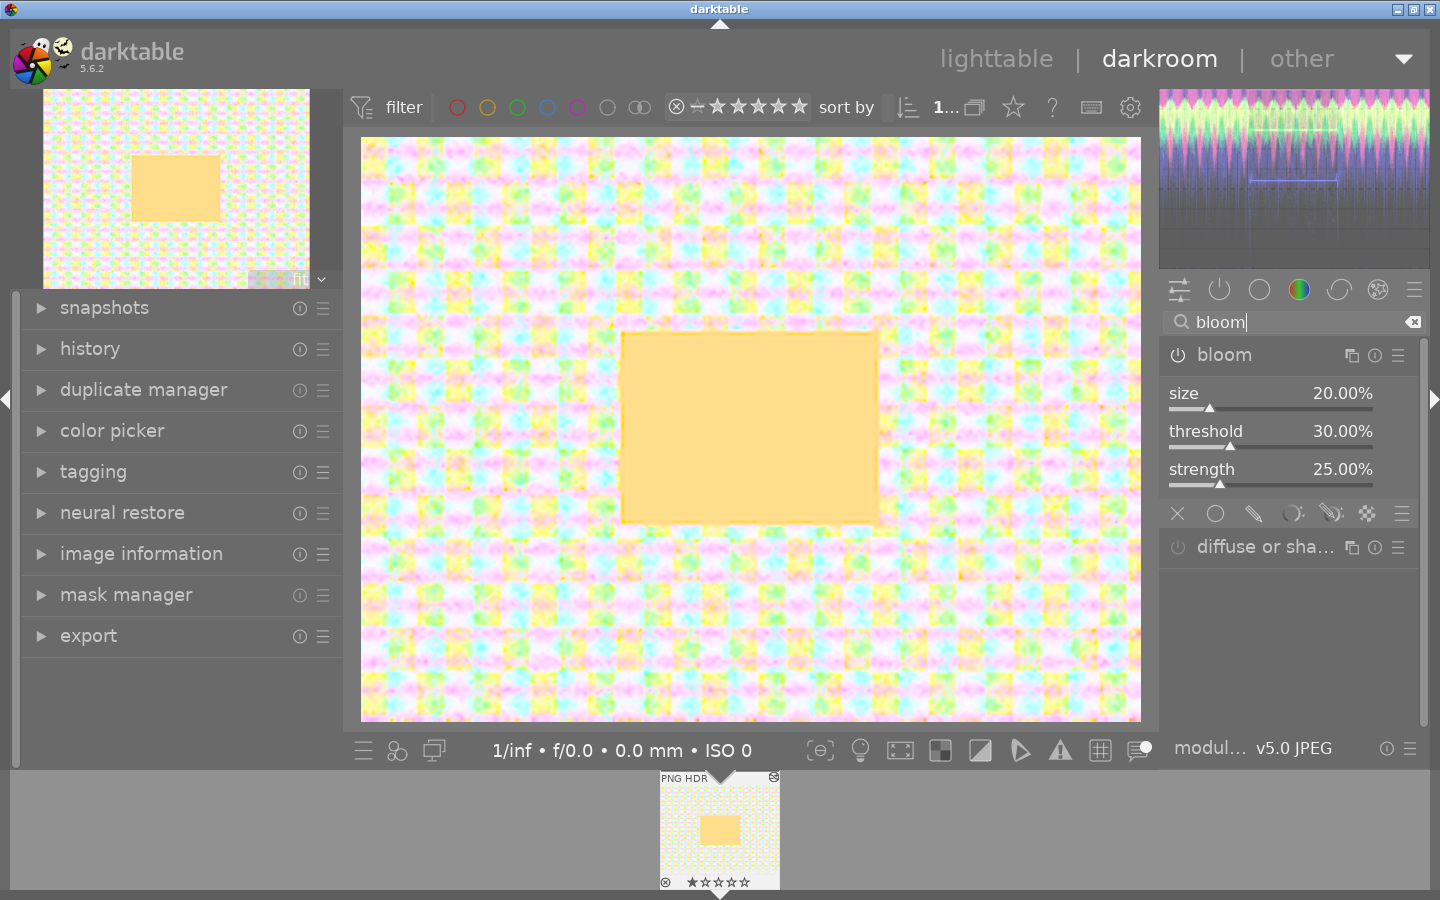 darktable
darktable
5.6.2
lighttable | darkroom | other
filter
sort by
1...
fit
snapshots
history
duplicate manager
color picker
tagging
neural restore
image information
mask manager
export
bloom
bloom
size 20.00%
threshold 30.00%
strength 25.00%
diffuse or sha...
1/inf • f/0.0 • 0.0 mm • ISO 0
modul... v5.0 JPEG
PNG HDR